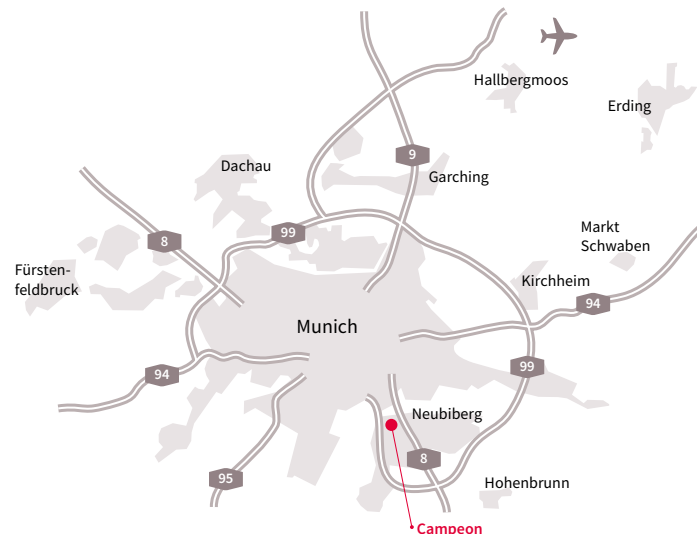 Hallbergmoos
Erding
9
Dachau
Garching
99
8
Markt
Schwaben
Fürsten-
feldbruck
Kirchheim
94
Munich
99
94
Neubiberg
8
95
Hohenbrunn
Campeon